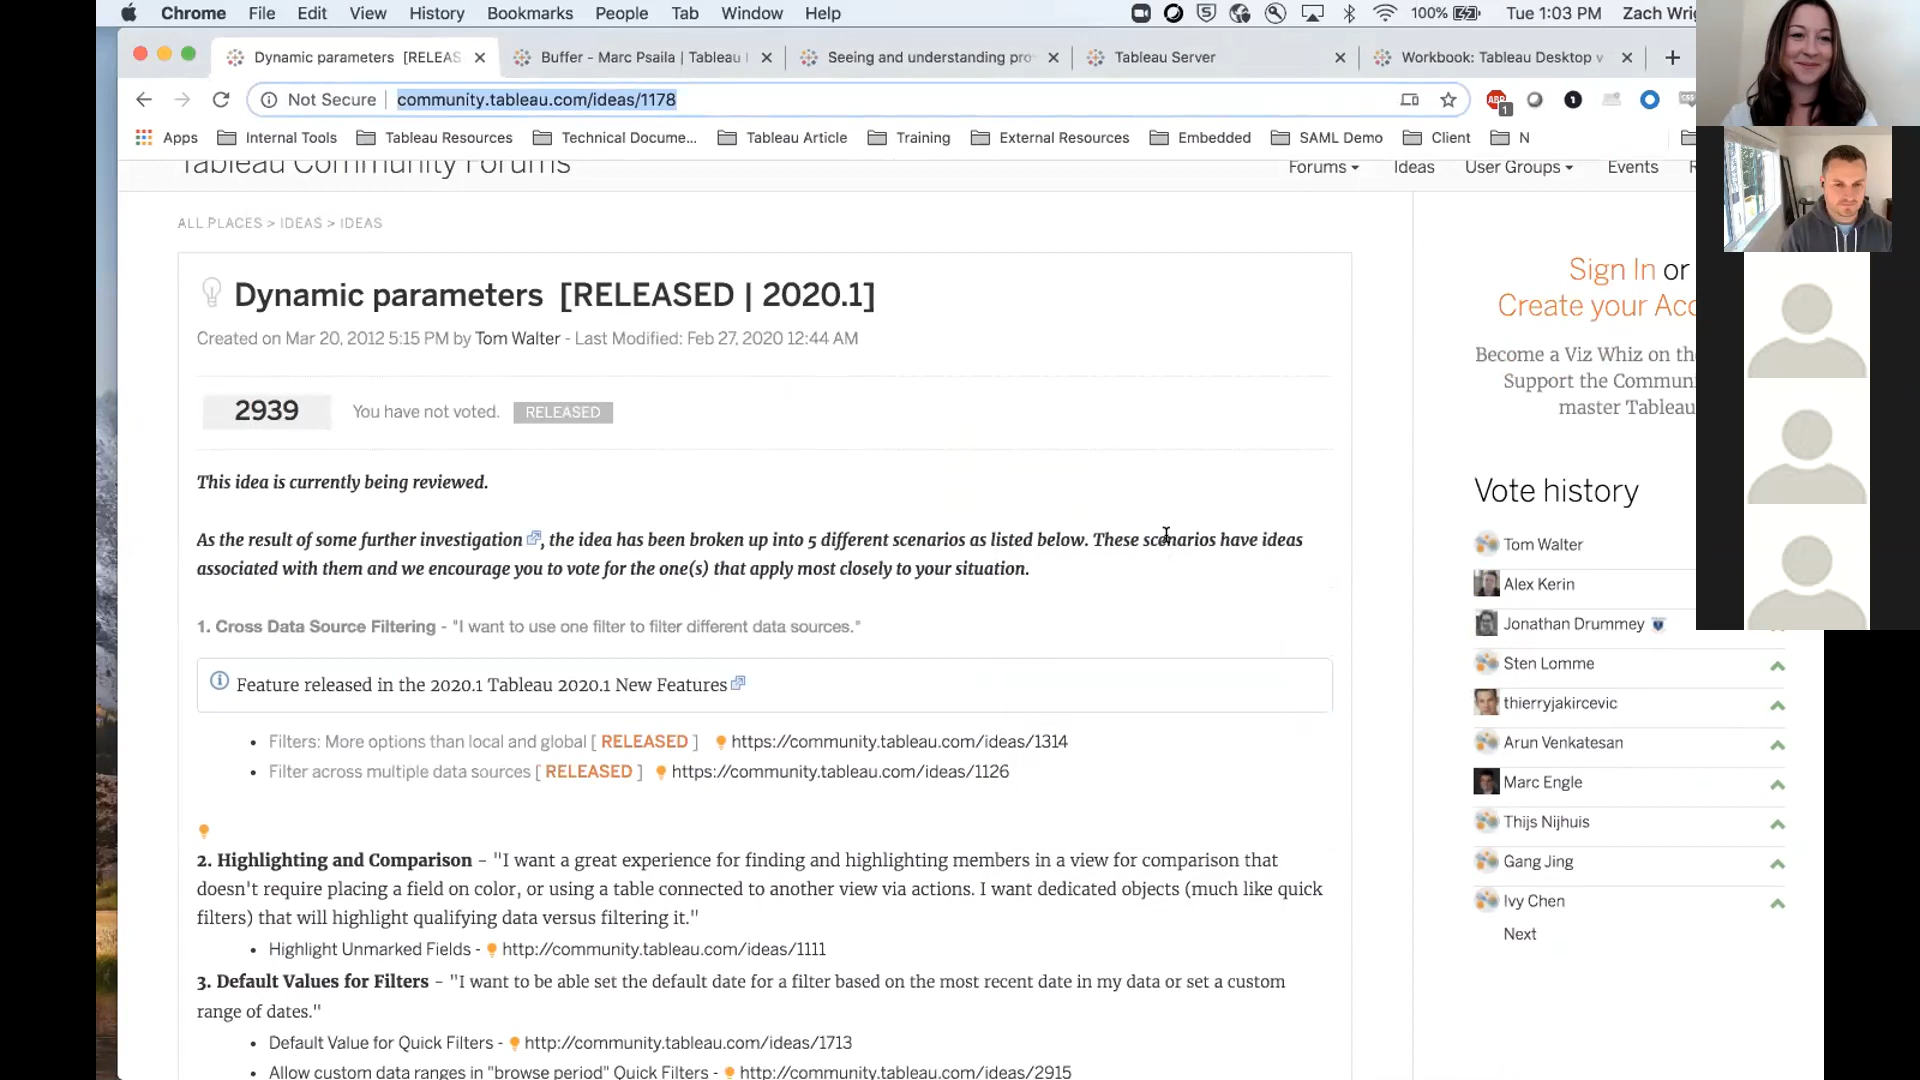 Chrome File Edit View History Bookmarks People Tab Window Help 100% Tue 1:03 PM Zach Wrig
Dynamic parameters [RELEAS Buffer - Marc Psaila | Tableau Seeing and understanding pro Tableau Server Workbook: Tableau Desktop v
Not Secure community.tableau.com/ideas/1178 ABP 1
Apps Internal Tools Tableau Resources Technical Docume... Tableau Article Training External Resources Embedded SAML Demo Client N
Tableau Community Forums
Forums Ideas User Groups Events
ALL PLACES > IDEAS > IDEAS
Dynamic parameters [RELEASED | 2020.1]
Created on Mar 20, 2012 5:15 PM by Tom Walter - Last Modified: Feb 27, 2020 12:44 AM
2939 You have not voted. RELEASED
This idea is currently being reviewed.
As the result of some further investigation , the idea has been broken up into 5 different scenarios as listed below. These scenarios have ideas
associated with them and we encourage you to vote for the one(s) that apply most closely to your situation.
1. Cross Data Source Filtering - "I want to use one filter to filter different data sources."
Feature released in the 2020.1 Tableau 2020.1 New Features
• Filters: More options than local and global [ RELEASED ] https://community.tableau.com/ideas/1314
• Filter across multiple data sources [ RELEASED ] https://community.tableau.com/ideas/1126
2. Highlighting and Comparison - "I want a great experience for finding and highlighting members in a view for comparison that
doesn't require placing a field on color, or using a table connected to another view via actions. I want dedicated objects (much like quick
filters) that will highlight qualifying data versus filtering it."
• Highlight Unmarked Fields - http://community.tableau.com/ideas/1111
3. Default Values for Filters - "I want to be able set the default date for a filter based on the most recent date in my data or set a custom
range of dates."
• Default Value for Quick Filters - http://community.tableau.com/ideas/1713
• Allow custom data ranges in "browse period" Quick Filters - http://community.tableau.com/ideas/2915
Sign In or
Create your Acc
Become a Viz Whiz on th
Support the Commun
master Tableau
Vote history
Tom Walter
Alex Kerin
Jonathan Drummey
Sten Lomme
thierryjakircevic
Arun Venkatesan
Marc Engle
Thijs Nijhuis
Gang Jing
Ivy Chen
Next